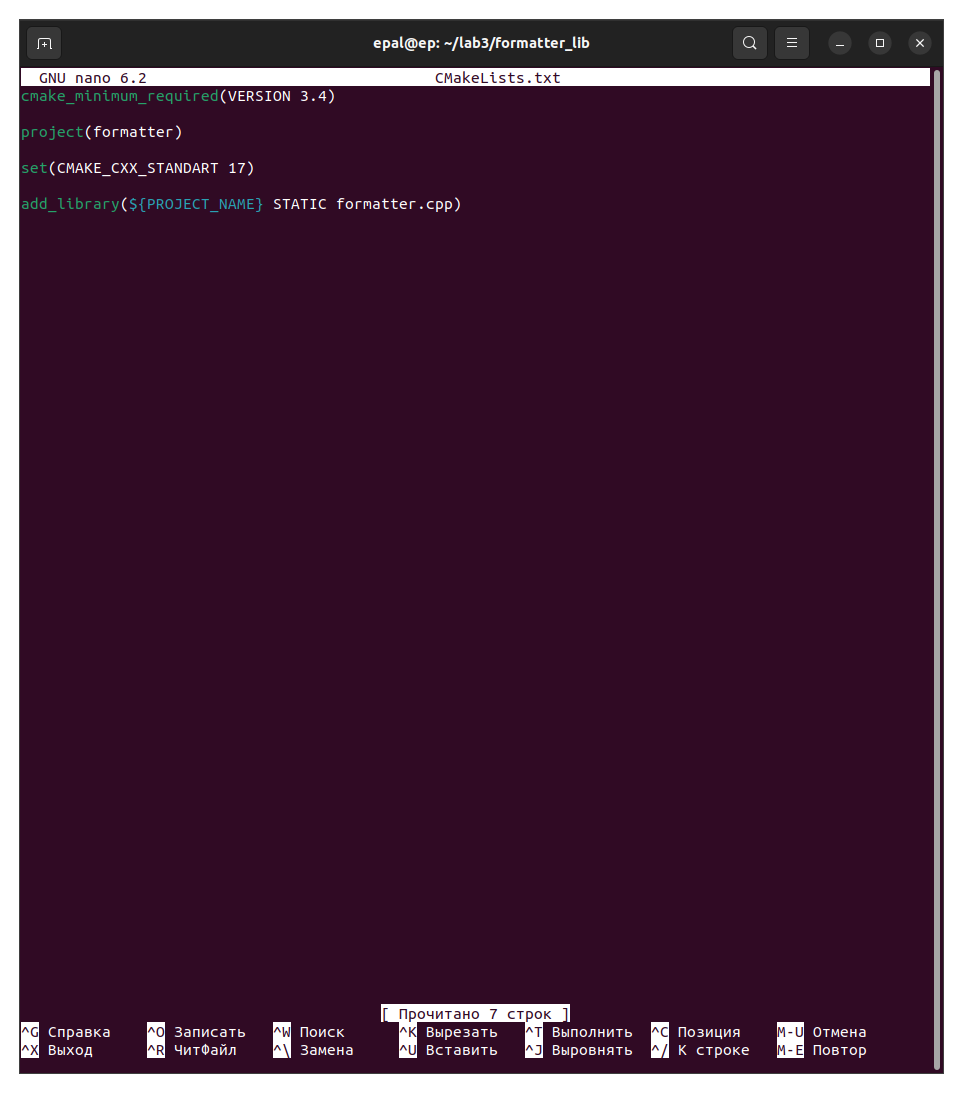 epal@ep: ~/lab3/formatter_lib
GNU nano 6.2 CMakeLists.txt
cmake_minimum_required(VERSION 3.4)
project(formatter)
set(CMAKE_CXX_STANDART 17)
add_library(${PROJECT_NAME} STATIC formatter.cpp)
[ Прочитано 7 строк ]
^G Справка ^O Записать ^W Поиск ^K Вырезать ^T Выполнить ^C Позиция M-U Отмена
^X Выход ^R ЧитФайл ^\ Замена ^U Вставить ^J Выровнять ^/ К строке M-E Повтор